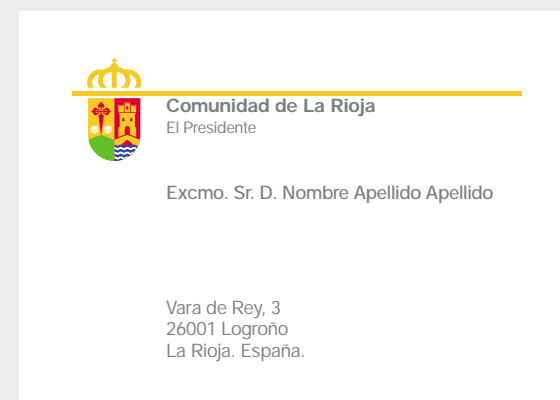 Comunidad de La Rioja
El Presidente
Excmo. Sr. D. Nombre Apellido Apellido
Vara de Rey, 3
26001 Logroño
La Rioja. España.